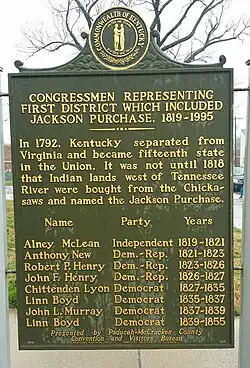 COMMONWEALTH OF KENTUCKY
CONGRESSMEN REPRESENTING
FIRST DISTRICT WHICH INCLUDED
JACKSON PURCHASE, 1819-1995
In 1792, Kentucky separated from
Virginia and became fifteenth state
in the Union. It was not until 1818
that Indian lands west of Tennessee
River were bought from the Chicka-
saws and named the Jackson Purchase.
Name Party Years
Alney McLean Independent 1819-1821
Anthony New Dem.-Rep. 1821-1823
Robert P. Henry Dem.-Rep. 1823-1826
John F. Henry Dem.-Rep. 1826-1827
Chittenden Lyon Democrat 1827-1835
Linn Boyd Democrat 1835-1837
John L. Murray Democrat 1837-1839
Linn Boyd Democrat 1839-1855
Presented by Paducah-McCracken County
Convention and Visitors Bureau